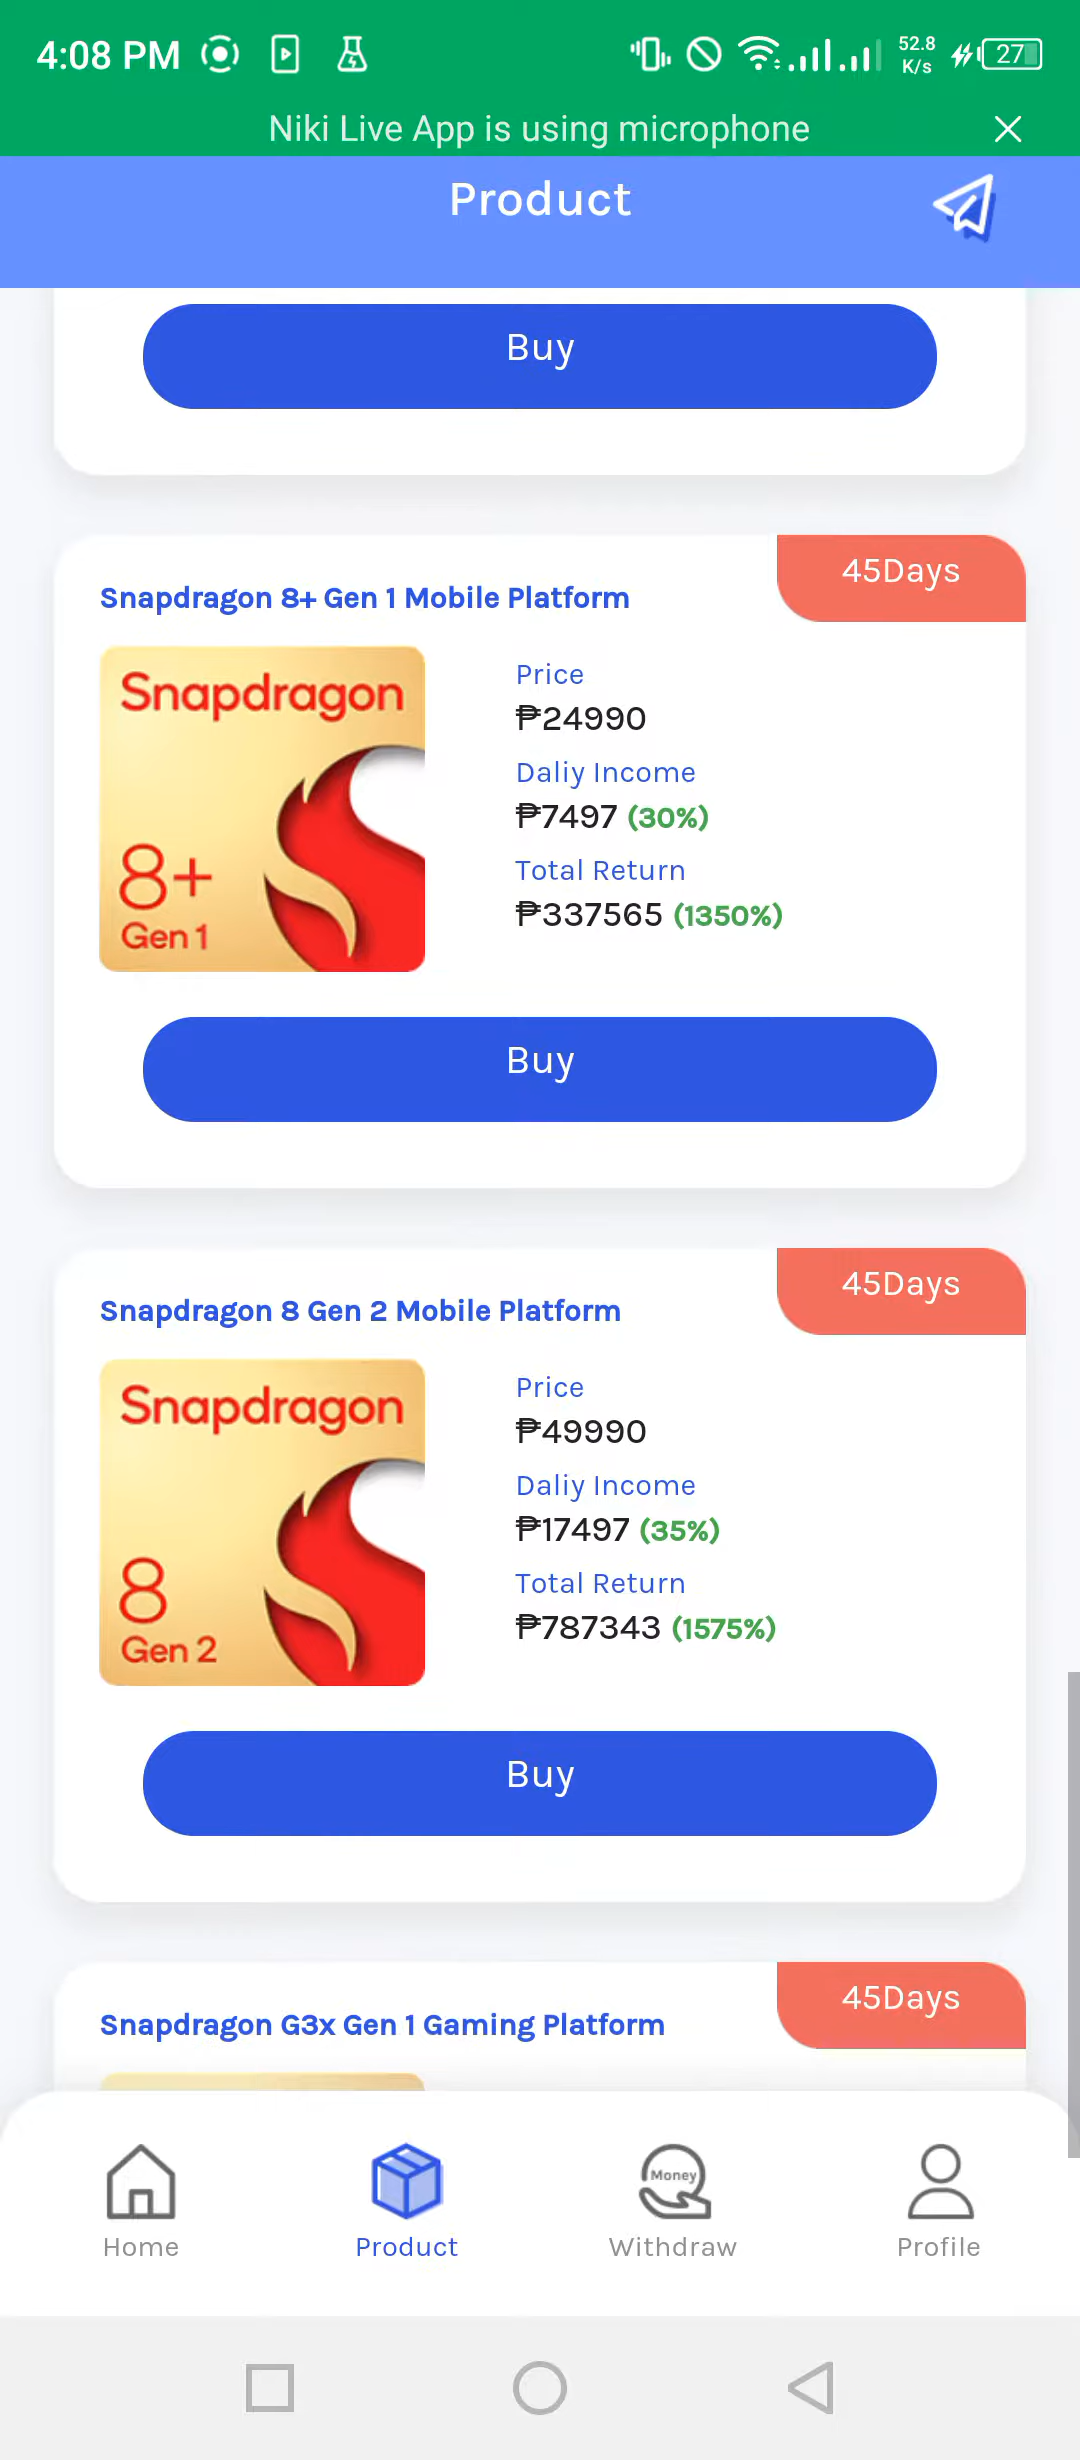 4:08 PM
52.8
K/s
27
Niki Live App is using microphone
Product
Buy
45Days
Snapdragon 8+ Gen 1 Mobile Platform
Snapdragon
8+
Gen 1
Price
₱24990
Daliy Income
₱7497 (30%)
Total Return
₱337565 (1350%)
Buy
45Days
Snapdragon 8 Gen 2 Mobile Platform
Snapdragon
8
Gen 2
Price
₱49990
Daliy Income
₱17497 (35%)
Total Return
₱787343 (1575%)
Buy
45Days
Snapdragon G3x Gen 1 Gaming Platform
Money
Home
Product
Withdraw
Profile